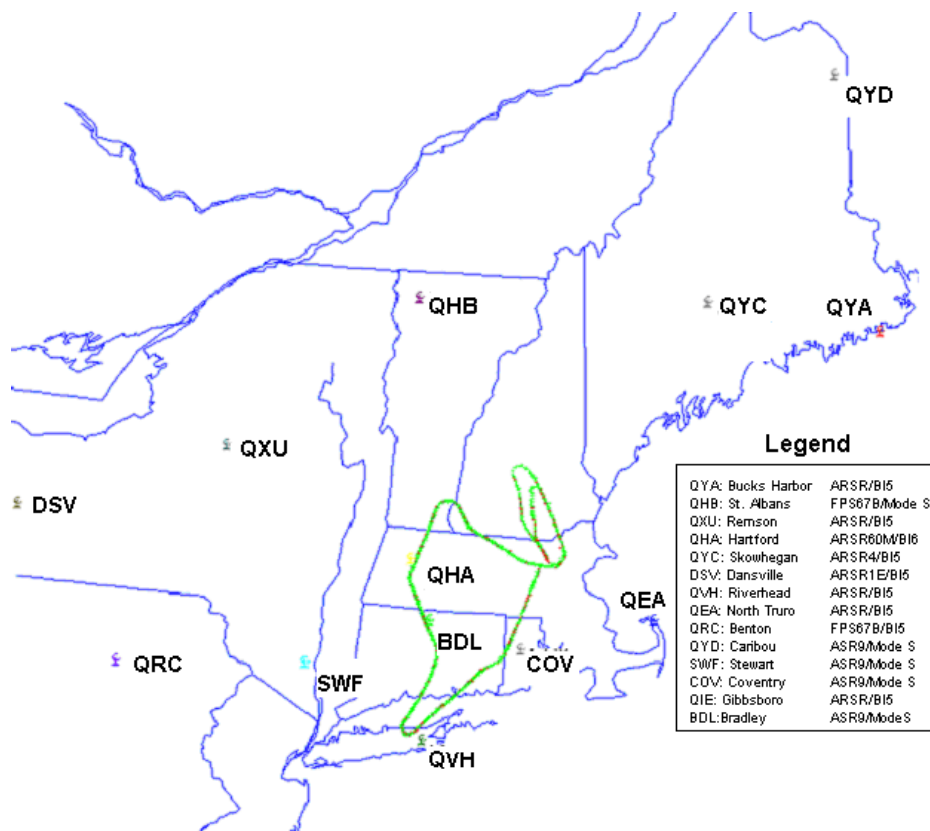 QYD
QHB
QYC
QYA
QXU
DSV
QHA
QEA
BDL
COV
QRC
SWF
QVH
Legend
QYA: Bucks Harbor ARSR/BI5
QHB: St. Albans FPS67B/Mode S
QXU: Remson ARSR/BI5
QHA: Hartford ARSR60M/BI6
QYC: Skowhegan ARSR4/BI5
DSV: Dansville ARSR1E/BI5
QVH: Riverhead ARSR/BI5
QEA: North Truro ARSR/BI5
QRC: Benton FPS67B/BI5
QYD: Caribou ASR9/Mode S
SWF: Stewart ASR9/Mode S
COV: Coventry ASR9/Mode S
QIE: Gibbsboro ARSR/BI5
BDL:Bradley ASR9/ModeS